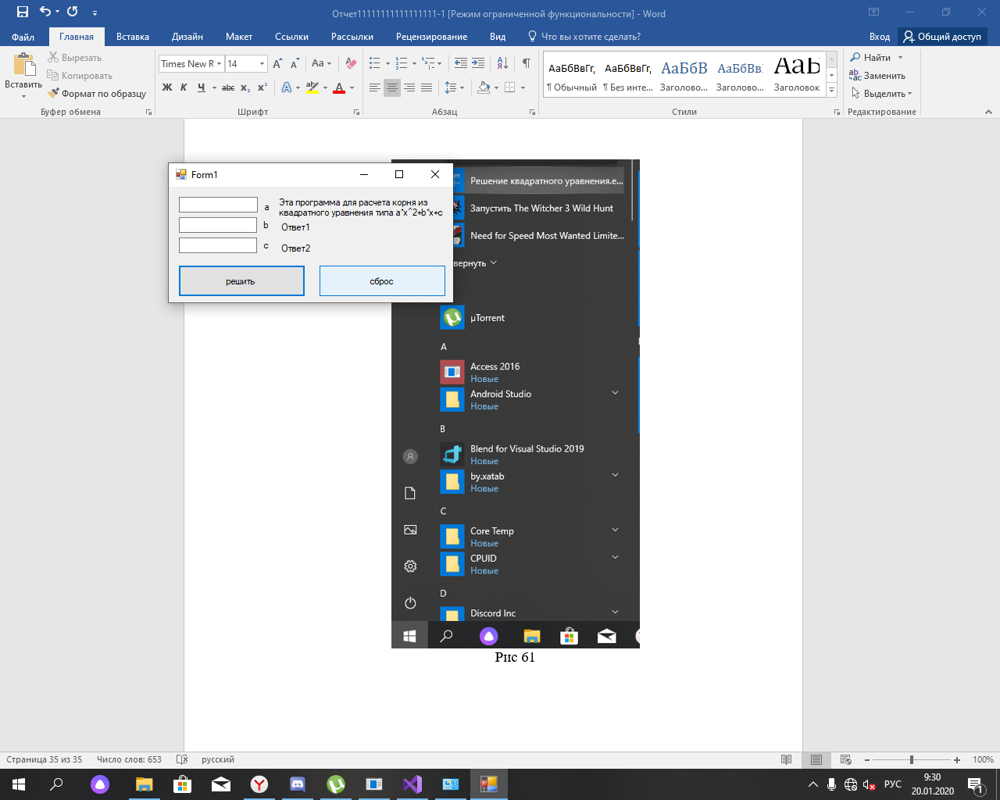 Отчет11111111111111111-1 [Режим ограниченной функциональности] - Word
Файл
Главная
Вставка
Дизайн
Макет
Ссылки
Рассылки
Рецензирование
Вид
Что вы хотите сделать?
Вход
Общий доступ
Вставить
Вырезать
Копировать
Формат по образцу
Буфер обмена
Times New R
14
Aa
Ж К Ч abc x₂ x²
Шрифт
Абзац
АаБбВвГг,
АаБбВвГг,
АаБбВ
АаБбВв
АаЬ
¶ Обычный
¶ Без инте...
Заголово...
Заголово...
Заголовок
Стили
Найти
Заменить
Выделить
Редактирование
Form1
a
Эта программа для расчета корня из
квадратного уравнения типа a*x^2+b*x+c
b
Ответ1
c
Ответ2
решить
сброс
Решение квадратного уравнения.е...
Запустить The Witcher 3 Wild Hunt
Need for Speed Most Wanted Limite...
вернуть
µTorrent
A
Access 2016
Новые
Android Studio
Новые
B
Blend for Visual Studio 2019
Новые
by.xatab
Новые
C
Core Temp
Новые
CPUID
Новые
D
Discord Inc
Рис 61
Страница 35 из 35
Число слов: 653
русский
100%
РУС
9:30
20.01.2020
1